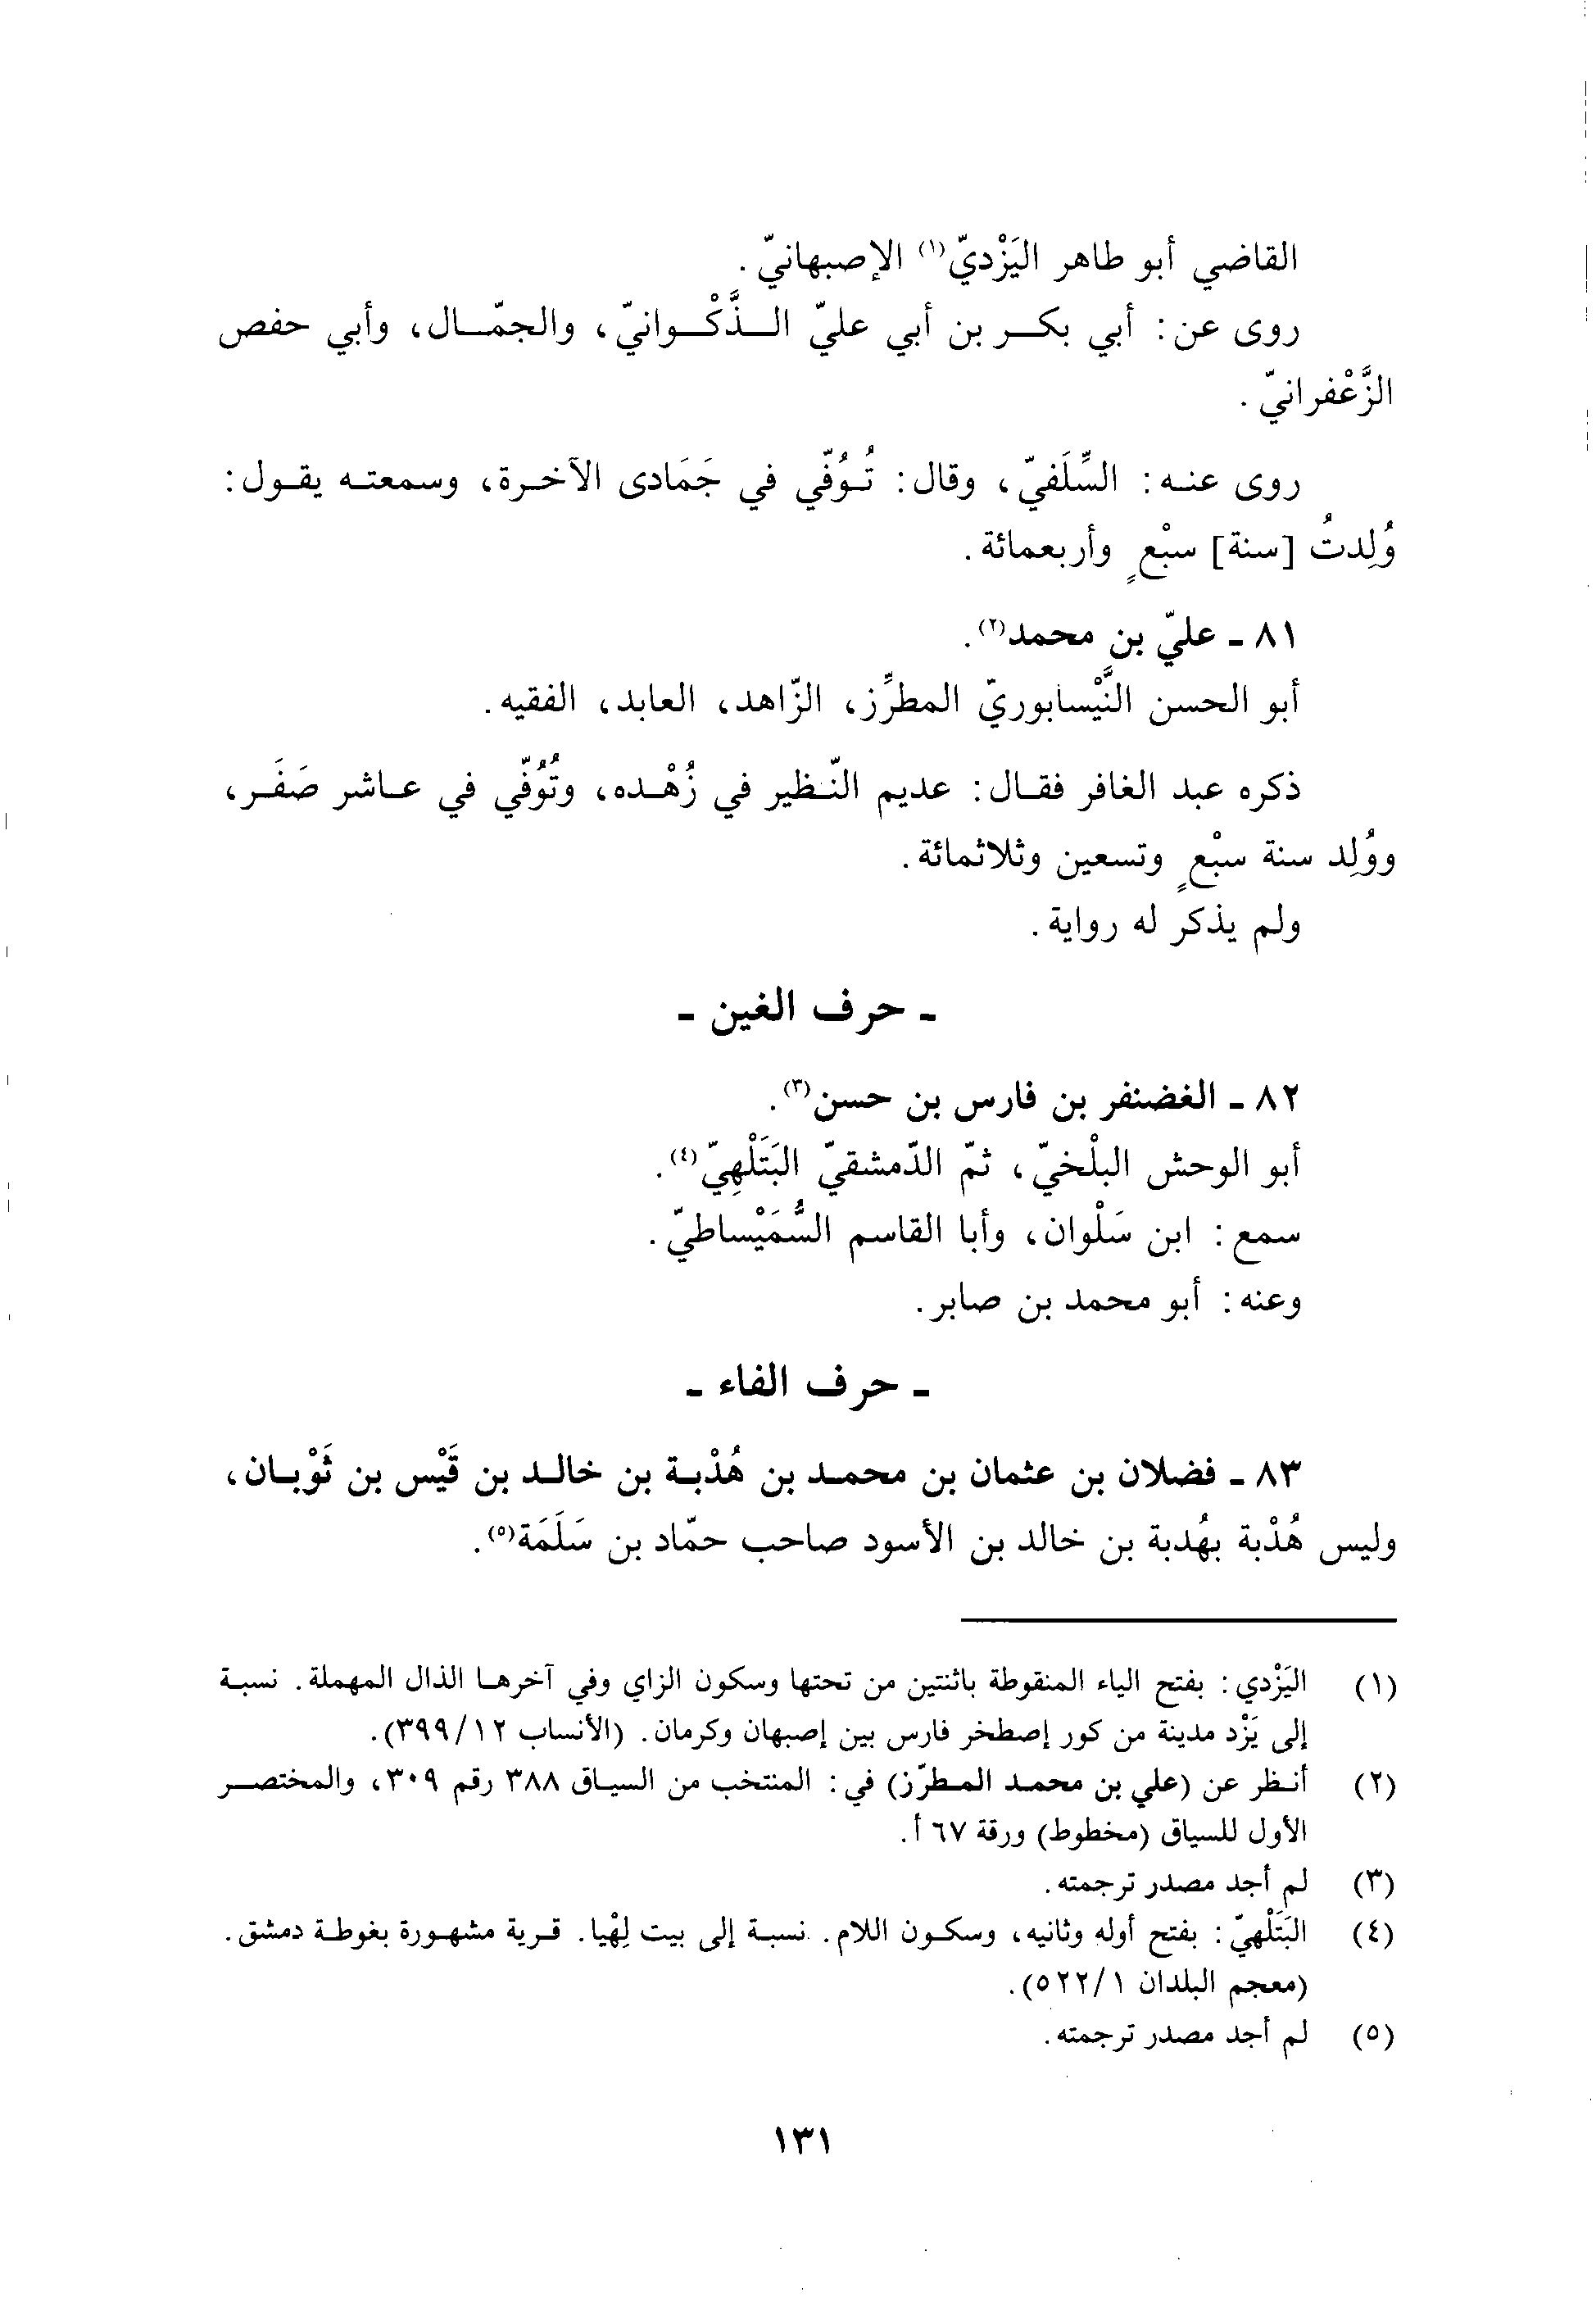 القاضي أبو طاهر اليَزْديّ(١) الإصبهانيّ.
روى عن: أبي بكر بن أبي عليّ الذَّكْوانيّ، والجمّال، وأبي حفص
الزَّعْفرانيّ.
روى عنه: السِّلَفيّ، وقال: تُوُفّي في جَمَادى الآخرة، وسمعته يقول:
وُلِدتُ [سنة] سبْعٍ وأربعمائة.
٨١ ـ عليّ بن محمد(٢).
أبو الحسن النَّيْسابوريّ المطرِّز، الزّاهد، العابد، الفقيه.
ذكره عبد الغافر فقال: عديم النّظير في زُهْده، وتُوُفّي في عاشر صَفَر،
ووُلِد سنة سبْعٍ وتسعين وثلاثمائة.
ولم يذكر له رواية.
ـ حرف الغين ـ
٨٢ ـ الغضنفر بن فارس بن حسن(٣).
أبو الوحش البلْخيّ، ثمّ الدّمشقيّ البَتَلْهِيّ(٤).
سمع: ابن سَلْوان، وأبا القاسم السُّمَيْساطيّ.
وعنه: أبو محمد بن صابر.
ـ حرف الفاء ـ
٨٣ ـ فضلان بن عثمان بن محمد بن هُدْبة بن خالد بن قَيْس بن ثَوْبان،
وليس هُدْبة بهُدبة بن خالد بن الأسود صاحب حمّاد بن سَلَمَة(٥).
(١) اليَزْدي: بفتح الياء المنقوطة باثنتين من تحتها وسكون الزاي وفي آخرها الذال المهملة. نسبة
إلى يَزْد مدينة من كور إصطخر فارس بين إصبهان وكرمان. (الأنساب ٣٩٩/١٢).
(٢) أنظر عن (علي بن محمد المطرّز) في: المنتخب من السياق ٣٨٨ رقم ٣٠٩، والمختصر
الأول للسياق (مخطوط) ورقة ٦٧ أ.
(٣) لم أجد مصدر ترجمته.
(٤) البَتَلْهيّ: بفتح أوله وثانيه، وسكون اللام. نسبة إلى بيت لِهْيا. قرية مشهورة بغوطة دمشق.
(معجم البلدان ٥٢٢/١).
(٥) لم أجد مصدر ترجمته.
١٣١